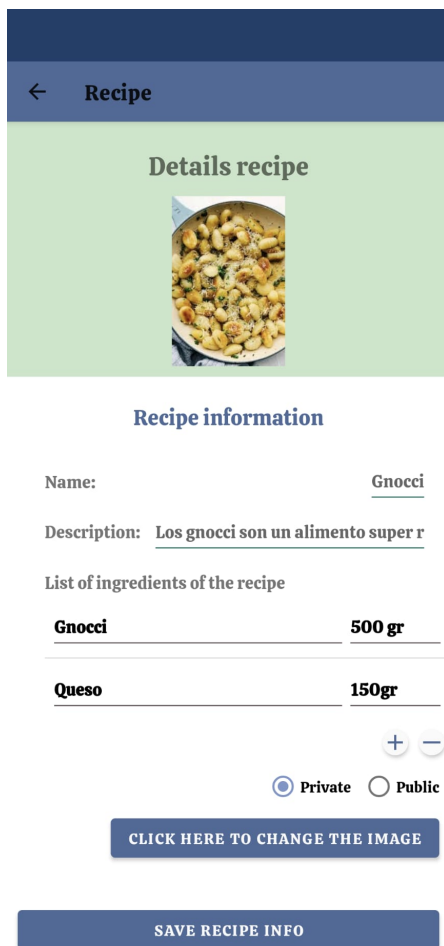 Recipe
Details recipe
Recipe information
Name: Gnocci
Description: Los gnocci son un alimento super r
List of ingredients of the recipe
Gnocci 500 gr
Queso 150gr
+ −
Private Public
CLICK HERE TO CHANGE THE IMAGE
SAVE RECIPE INFO